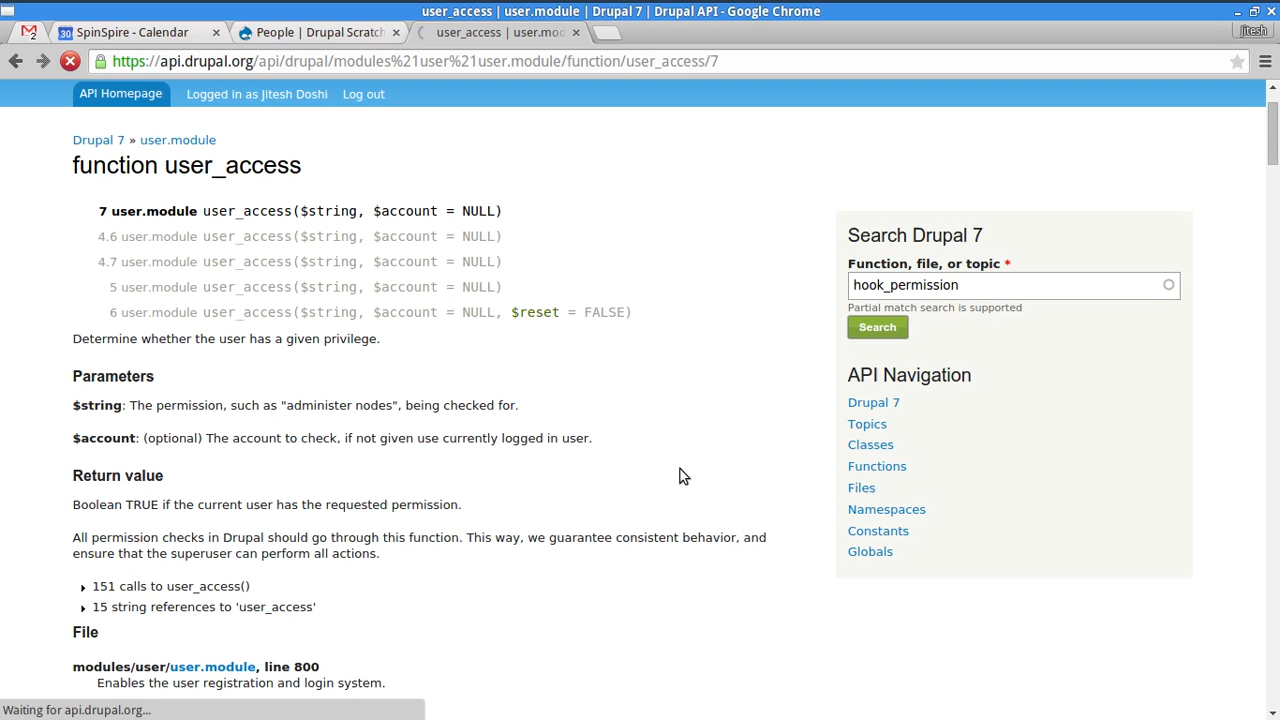 user_access | user.module | Drupal 7 | Drupal API - Google Chrome
SpinSpire - Calendar
People | Drupal Scratch
user_access | user.mod
Jitesh
https://api.drupal.org/api/drupal/modules%21user%21user.module/function/user_access/7
API Homepage
Logged in as Jitesh Doshi
Log out
Drupal 7 » user.module
function user_access
7 user.module user_access($string, $account = NULL)
4.6 user.module user_access($string, $account = NULL)
4.7 user.module user_access($string, $account = NULL)
5 user.module user_access($string, $account = NULL)
6 user.module user_access($string, $account = NULL, $reset = FALSE)
Determine whether the user has a given privilege.
Parameters
$string: The permission, such as "administer nodes", being checked for.
$account: (optional) The account to check, if not given use currently logged in user.
Return value
Boolean TRUE if the current user has the requested permission.
All permission checks in Drupal should go through this function. This way, we guarantee consistent behavior, and
ensure that the superuser can perform all actions.
151 calls to user_access()
15 string references to 'user_access'
File
modules/user/user.module, line 800
Enables the user registration and login system.
Search Drupal 7
Function, file, or topic *
hook_permission
Partial match search is supported
Search
API Navigation
Drupal 7
Topics
Classes
Functions
Files
Namespaces
Constants
Globals
Waiting for api.drupal.org...